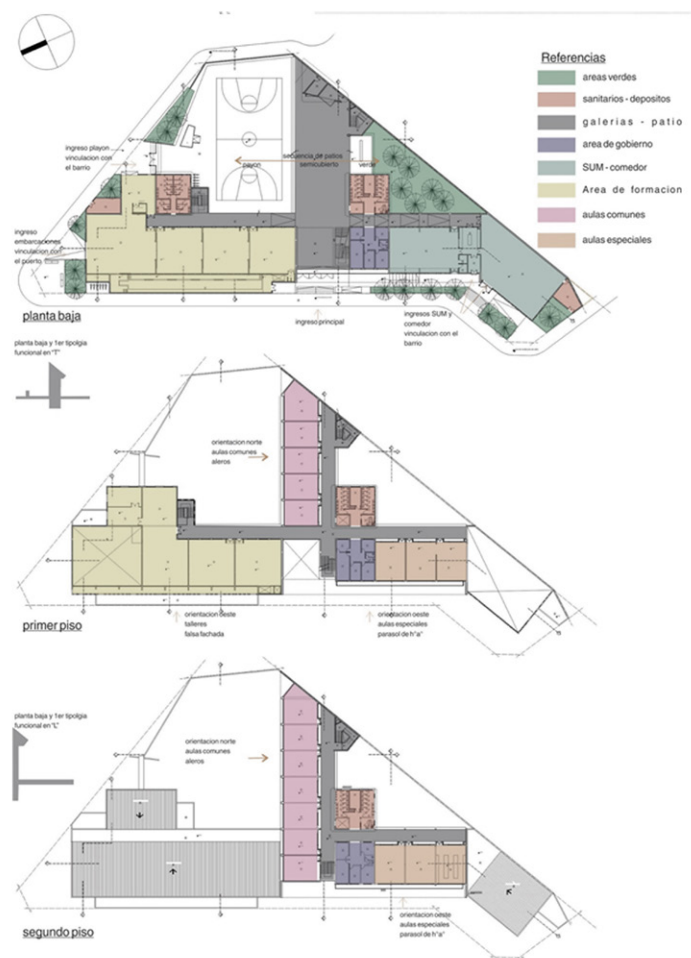 Referencias
areas verdes
sanitarios - depositos
galerias - patio
area de gobierno
SUM - comedor
Area de formacion
aulas comunes
aulas especiales
ingreso playon
vinculacion con
el barrio
secuencia de patios
semicubierto
verde
ingreso
embarcaciones
vinculacion con
el puerto
planta baja
ingreso principal
ingresos SUM y
comedor
vinculacion con el
barrio
planta baja y 1er tipolgia
funcional en "T"
orientacion norte
aulas comunes
aleros
orientacion oeste
talleres
falsa fachada
orientacion oeste
aulas especiales
parasol de h°a°
primer piso
planta baja y 1er tipolgia
funcional en "L"
orientacion norte
aulas comunes
aleros
orientacion oeste
aulas especiales
parasol de h°a°
segundo piso